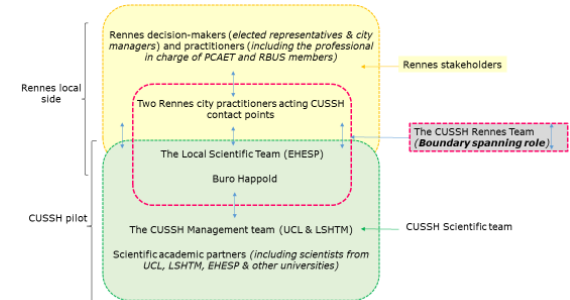 Rennes decision-makers (elected representatives & city
managers) and practitioners (including the professional
in charge of PCAET and RBUS members)
Rennes stakeholders
Rennes local
side
Two Rennes city practitioners acting CUSSH
contact points
The CUSSH Rennes Team
(Boundary spanning role)
The Local Scientific Team (EHESP)
Buro Happold
CUSSH pilot
The CUSSH Management team (UCL & LSHTM)
CUSSH Scientific team
Scientific academic partners (including scientists from
UCL, LSHTM, EHESP & other universities)